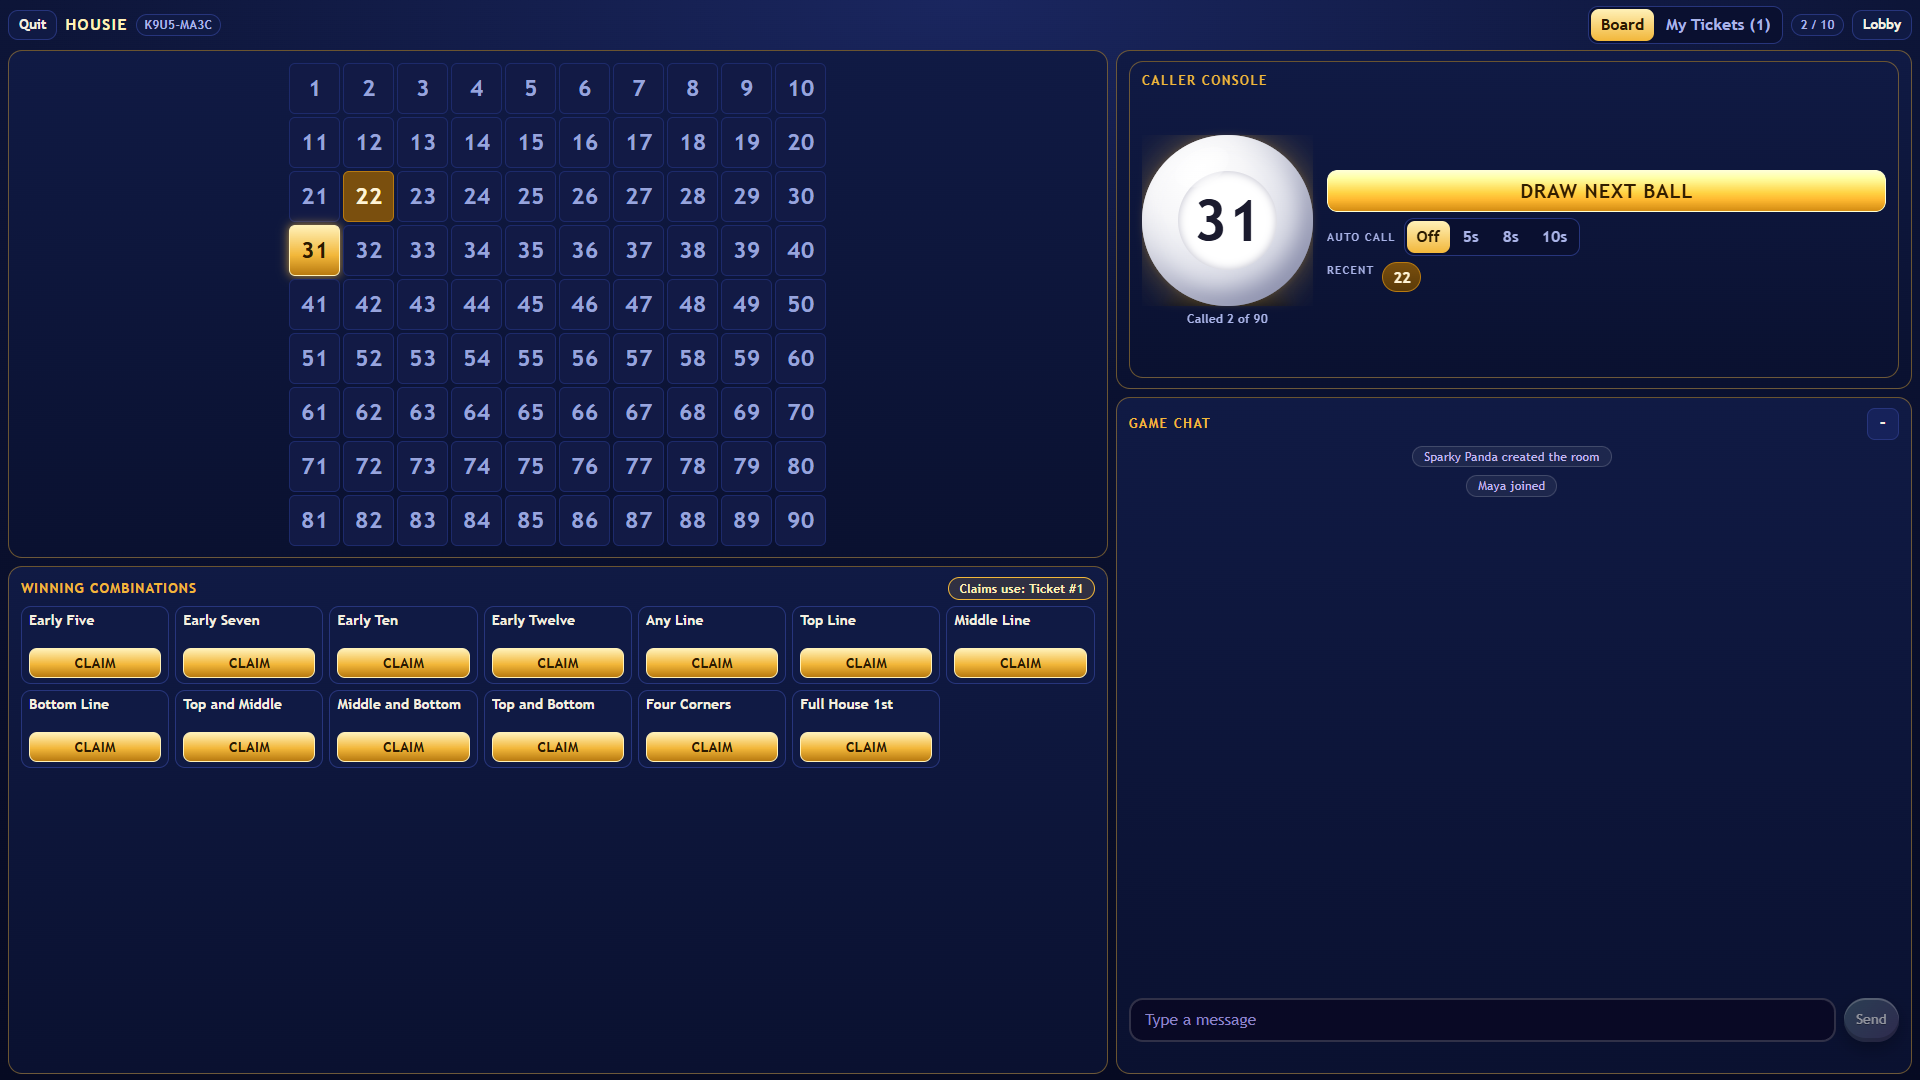 Quit HOUSIE K9U5-MA3C Board My Tickets (1) 2 / 10 Lobby
1 2 3 4 5 6 7 8 9 10
11 12 13 14 15 16 17 18 19 20
21 22 23 24 25 26 27 28 29 30
31 32 33 34 35 36 37 38 39 40
41 42 43 44 45 46 47 48 49 50
51 52 53 54 55 56 57 58 59 60
61 62 63 64 65 66 67 68 69 70
71 72 73 74 75 76 77 78 79 80
81 82 83 84 85 86 87 88 89 90
CALLER CONSOLE
31
Called 2 of 90
DRAW NEXT BALL
AUTO CALL Off 5s 8s 10s
RECENT 22
WINNING COMBINATIONS Claims use: Ticket #1
Early Five Early Seven Early Ten Early Twelve Any Line Top Line Middle Line
CLAIM CLAIM CLAIM CLAIM CLAIM CLAIM CLAIM
Bottom Line Top and Middle Middle and Bottom Top and Bottom Four Corners Full House 1st
CLAIM CLAIM CLAIM CLAIM CLAIM CLAIM
GAME CHAT -
Sparky Panda created the room
Maya joined
Type a message Send